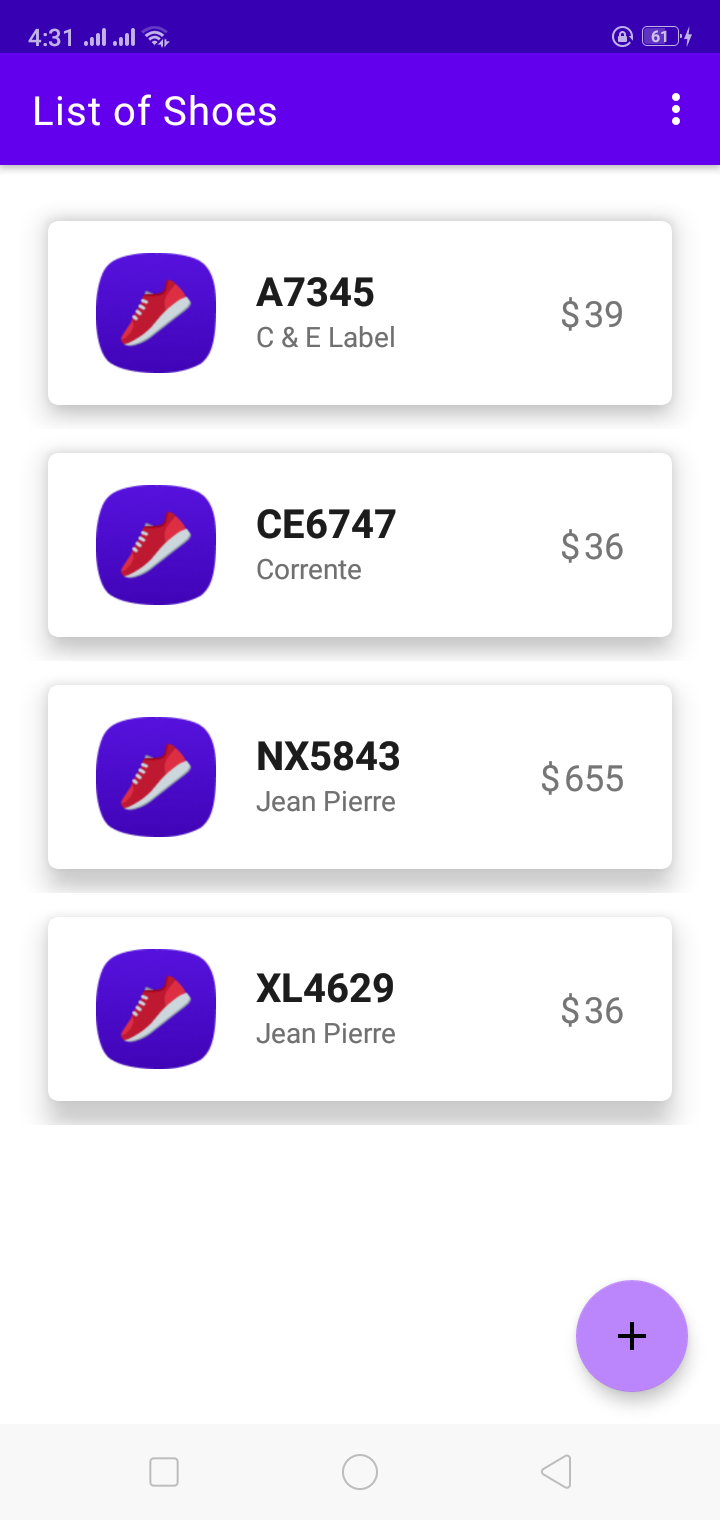 4:31
61
List of Shoes
A7345
C & E Label
$ 39
CE6747
Corrente
$ 36
NX5843
Jean Pierre
$ 655
XL4629
Jean Pierre
$ 36